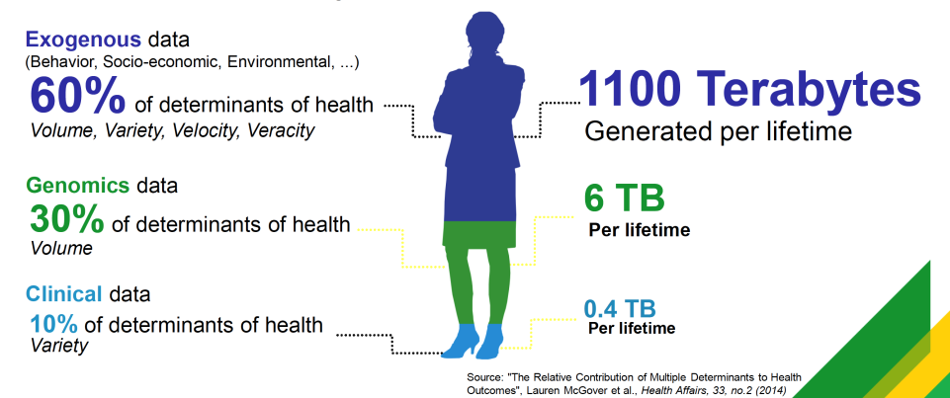 Exogenous data
(Behavior, Socio-economic, Environmental, ...)
60% of determinants of health
Volume, Variety, Velocity, Veracity
1100 Terabytes
Generated per lifetime
Genomics data
30% of determinants of health
Volume
6 TB
Per lifetime
Clinical data
10% of determinants of health
Variety
0.4 TB
Per lifetime
Source: "The Relative Contribution of Multiple Determinants to Health
Outcomes", Lauren McGover et al., Health Affairs, 33, no.2 (2014)